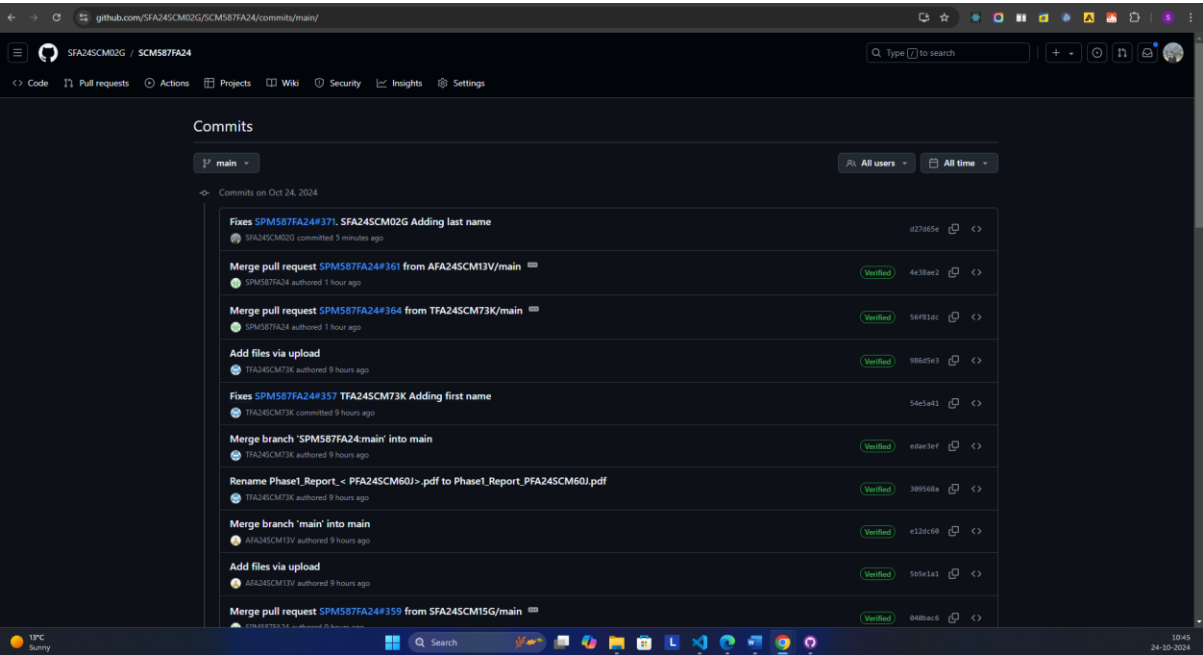 github.com/SFA24SCM02G/SCM587FA24/commits/main/
S
SFA24SCM02G / SCM587FA24
Type / to search
Code Pull requests Actions Projects Wiki Security Insights Settings
Commits
main
All users All time
Commits on Oct 24, 2024
Fixes SPM587FA24#371. SFA24SCM02G Adding last name
SFA24SCM02G committed 5 minutes ago
d27d65e
Merge pull request SPM587FA24#361 from AFA24SCM13V/main
SPM587FA24 authored 1 hour ago
Verified 4e38ae2
Merge pull request SPM587FA24#364 from TFA24SCM73K/main
SPM587FA24 authored 1 hour ago
Verified 56f81dc
Add files via upload
TFA24SCM73K authored 9 hours ago
Verified 986d5e3
Fixes SPM587FA24#357 TFA24SCM73K Adding first name
TFA24SCM73K committed 9 hours ago
54e5a41
Merge branch 'SPM587FA24:main' into main
TFA24SCM73K authored 9 hours ago
Verified edae3ef
Rename Phase1_Report_< PFA24SCM60J>.pdf to Phase1_Report_PFA24SCM60J.pdf
TFA24SCM73K authored 9 hours ago
Verified 309568a
Merge branch 'main' into main
AFA24SCM13V authored 9 hours ago
Verified e12dc60
Add files via upload
AFA24SCM13V authored 9 hours ago
Verified 5b5e1a1
Merge pull request SPM587FA24#359 from SFA24SCM15G/main
SPM587FA24 authored 9 hours ago
Verified 040bac6
13°C
Sunny
Search
L
10:45
24-10-2024